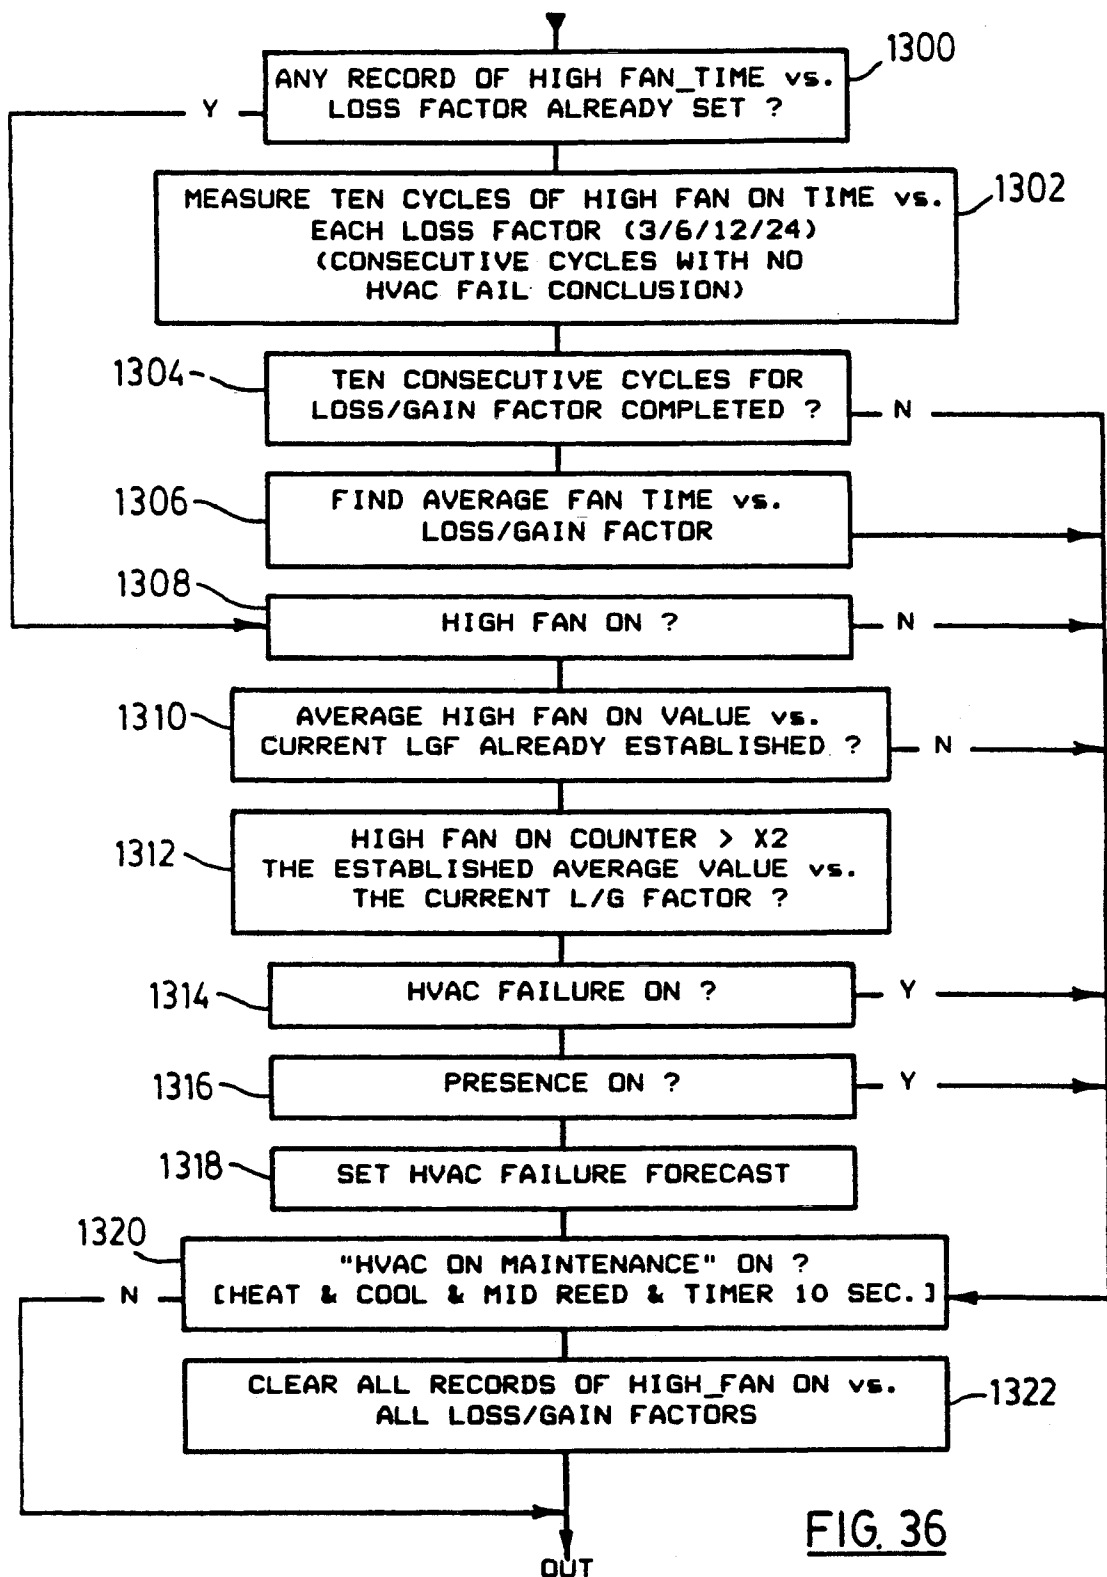 1300
ANY RECORD OF HIGH FAN_TIME vs.
LOSS FACTOR ALREADY SET ?
Y
1302
MEASURE TEN CYCLES OF HIGH FAN ON TIME vs.
EACH LOSS FACTOR (3/6/12/24)
(CONSECUTIVE CYCLES WITH NO
HVAC FAIL CONCLUSION)
1304
TEN CONSECUTIVE CYCLES FOR
LOSS/GAIN FACTOR COMPLETED ?
N
1306
FIND AVERAGE FAN TIME vs.
LOSS/GAIN FACTOR
1308
HIGH FAN ON ?
N
1310
AVERAGE HIGH FAN ON VALUE vs.
CURRENT LGF ALREADY ESTABLISHED ?
N
1312
HIGH FAN ON COUNTER > X2
THE ESTABLISHED AVERAGE VALUE vs.
THE CURRENT L/G FACTOR ?
1314
HVAC FAILURE ON ?
Y
1316
PRESENCE ON ?
Y
1318
SET HVAC FAILURE FORECAST
1320
"HVAC ON MAINTENANCE" ON ?
[HEAT & COOL & MID REED & TIMER 10 SEC.]
N
CLEAR ALL RECORDS OF HIGH_FAN ON vs.
ALL LOSS/GAIN FACTORS
1322
FIG. 36
OUT